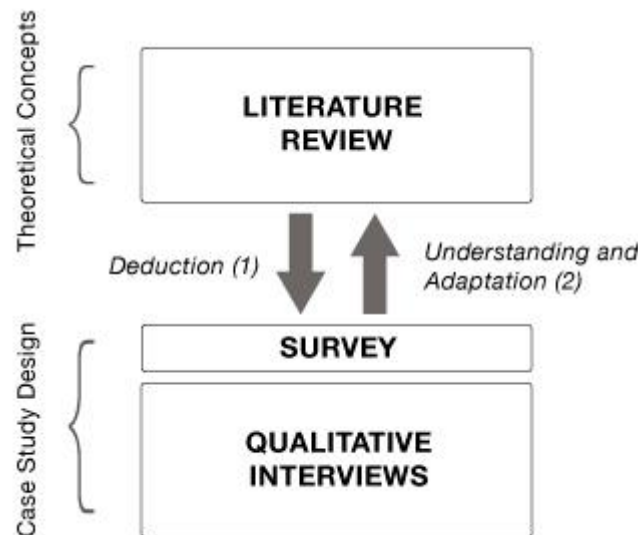 Theoretical Concepts
LITERATURE
REVIEW
Deduction (1)
Understanding and
Adaptation (2)
Case Study Design
SURVEY
QUALITATIVE
INTERVIEWS